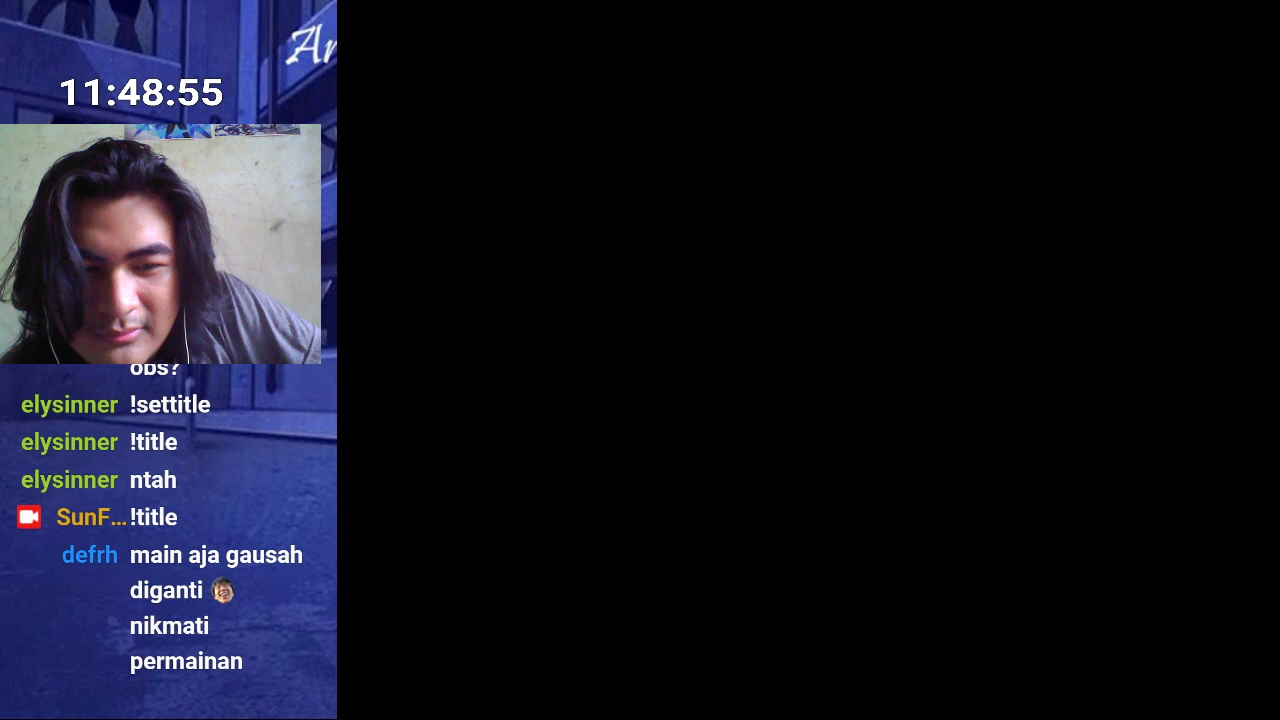 Ar
11:48:55
obs?
elysinner !settitle
elysinner !title
elysinner ntah
SunF... !title
defrh main aja gausah
diganti
nikmati
permainan